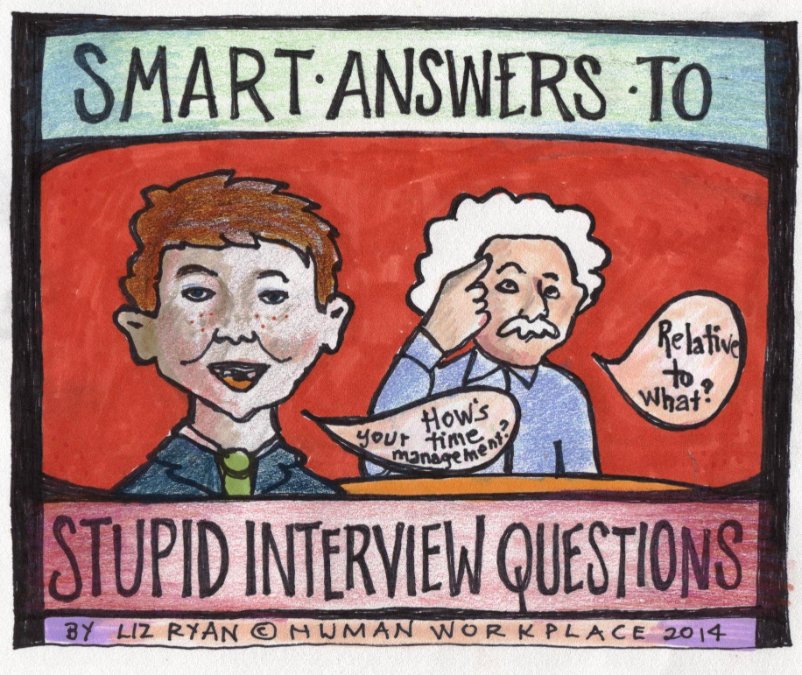 SMART·ANSWERS·TO
How's
your time
management?
Relative
to
what?
STUPID INTERVIEW QUESTIONS
BY LIZ RYAN © HUMAN WORKPLACE 2014